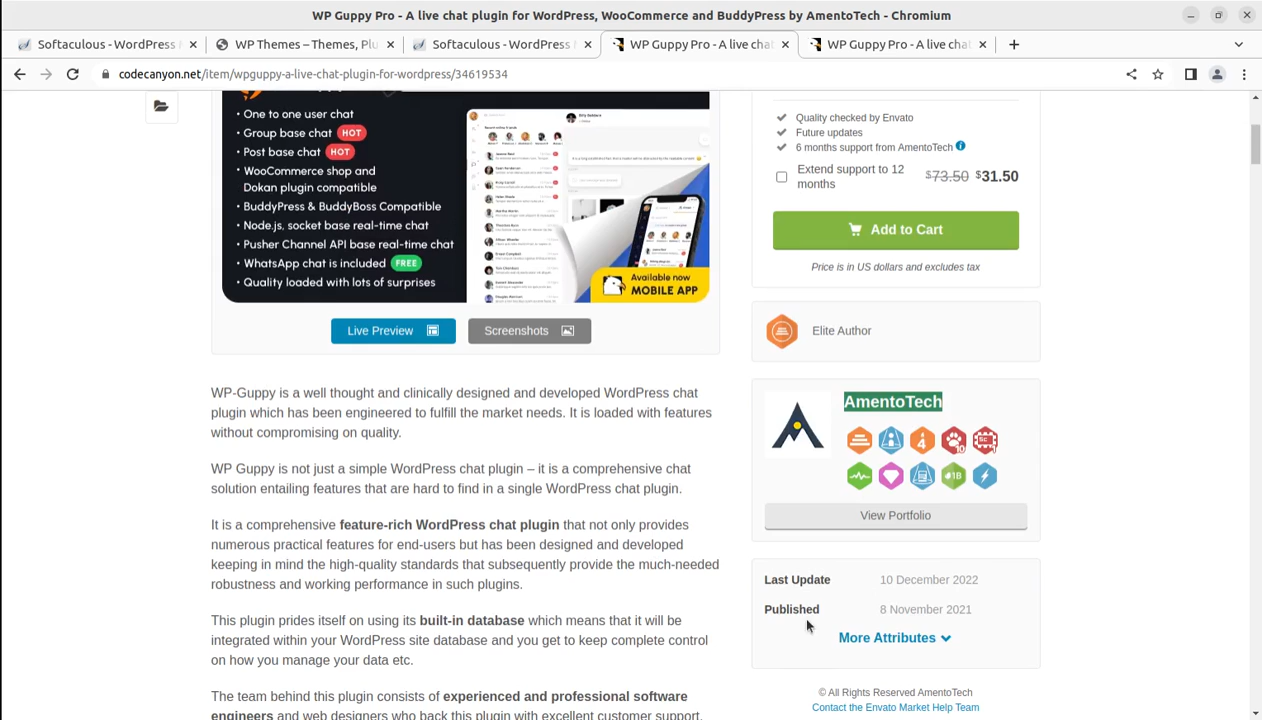 WP Guppy Pro - A live chat plugin for WordPress, WooCommerce and BuddyPress by AmentoTech - Chromium
Softaculous - WordPress
WP Themes – Themes, Plu
Softaculous - WordPress
WP Guppy Pro - A live cha
WP Guppy Pro - A live cha
codecanyon.net/item/wpguppy-a-live-chat-plugin-for-wordpress/34619534
• One to one user chat
• Group base chat HOT
• Post base chat HOT
• WooCommerce shop and
Dokan plugin compatible
• BuddyPress & BuddyBoss Compatible
• Node.js, socket base real-time chat
• Pusher Channel API base real-time chat
• WhatsApp chat is included FREE
• Quality loaded with lots of surprises
Available now
MOBILE APP
Live Preview
Screenshots
WP-Guppy is a well thought and clinically designed and developed WordPress chat
plugin which has been engineered to fulfill the market needs. It is loaded with features
without compromising on quality.
WP Guppy is not just a simple WordPress chat plugin – it is a comprehensive chat
solution entailing features that are hard to find in a single WordPress chat plugin.
It is a comprehensive feature-rich WordPress chat plugin that not only provides
numerous practical features for end-users but has been designed and developed
keeping in mind the high-quality standards that subsequently provide the much-needed
robustness and working performance in such plugins.
This plugin prides itself on using its built-in database which means that it will be
integrated within your WordPress site database and you get to keep complete control
on how you manage your data etc.
The team behind this plugin consists of experienced and professional software
engineers and web designers who back this plugin with excellent customer support.
Quality checked by Envato
Future updates
6 months support from AmentoTech
Extend support to 12
months
$73.50 $31.50
Add to Cart
Price is in US dollars and excludes tax
Elite Author
AmentoTech
View Portfolio
Last Update 10 December 2022
Published 8 November 2021
More Attributes
© All Rights Reserved AmentoTech
Contact the Envato Market Help Team